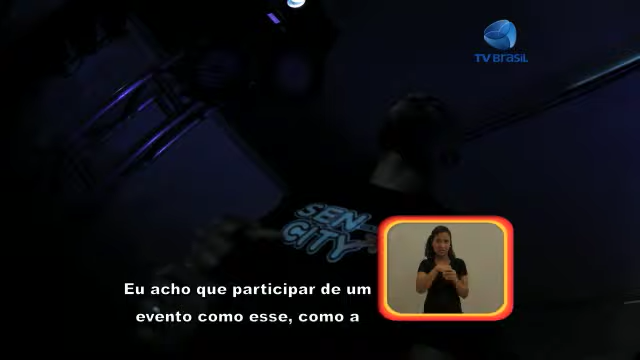 TV BRASIL
SEN
CITY
Eu acho que participar de um
evento como esse, como a